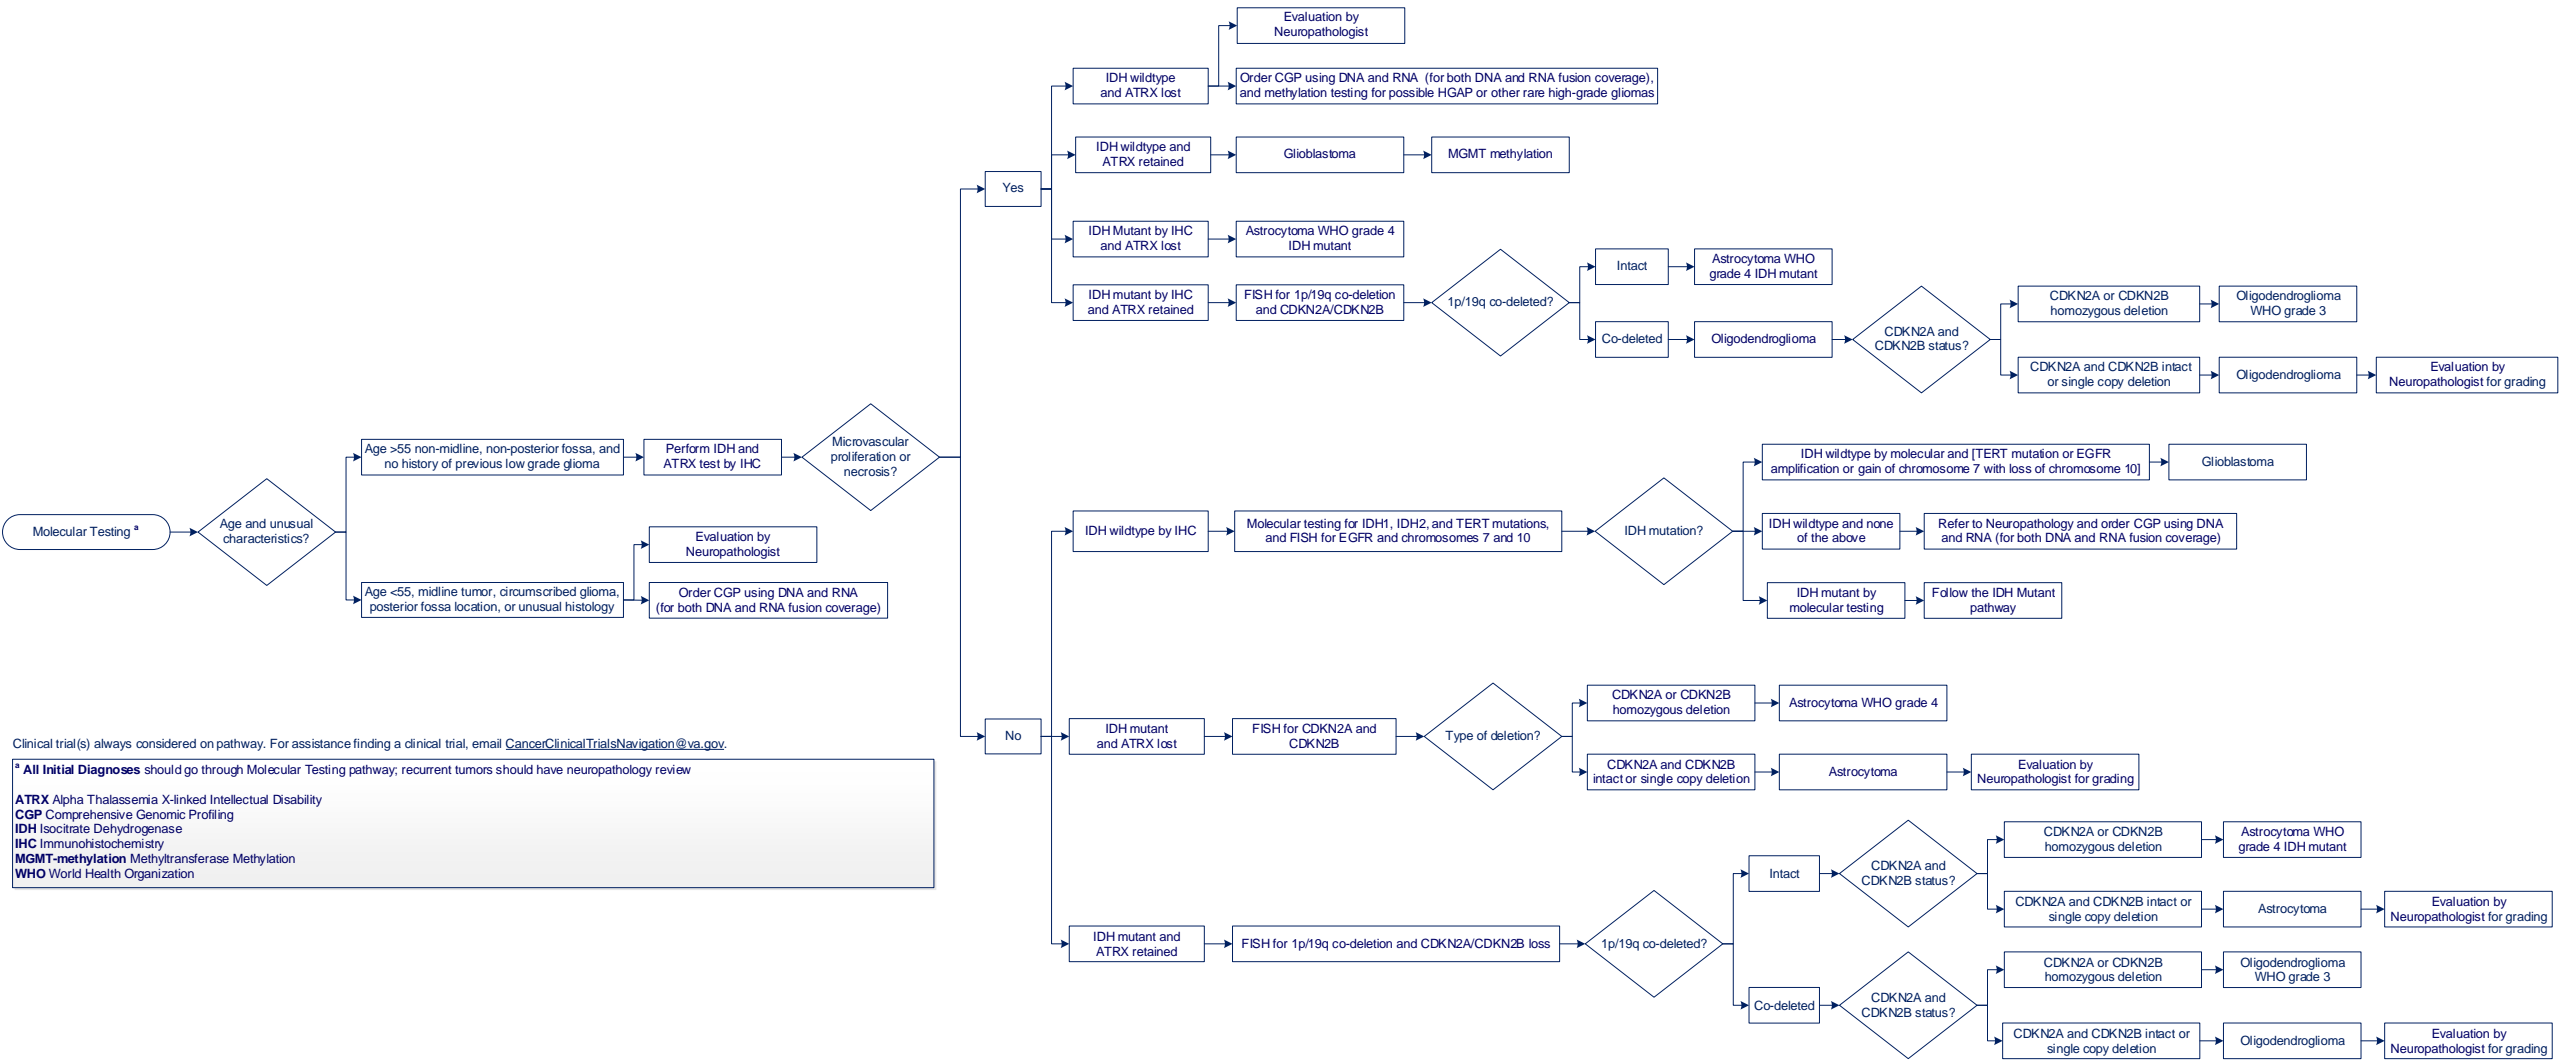 Molecular Testing a
Age and unusual
characteristics?
Age >55 non-midline, non-posterior fossa, and
no history of previous low grade glioma
Perform IDH and
ATRX test by IHC
Microvascular
proliferation or
necrosis?
Age <55, midline tumor, circumscribed glioma,
posterior fossa location, or unusual histology
Evaluation by
Neuropathologist
Order CGP using DNA and RNA
(for both DNA and RNA fusion coverage)
Yes
IDH wildtype
and ATRX lost
Evaluation by
Neuropathologist
Order CGP using DNA and RNA (for both DNA and RNA fusion coverage),
and methylation testing for possible HGAP or other rare high-grade gliomas
IDH wildtype and
ATRX retained
Glioblastoma
MGMT methylation
IDH Mutant by IHC
and ATRX lost
Astrocytoma WHO grade 4
IDH mutant
IDH mutant by IHC
and ATRX retained
FISH for 1p/19q co-deletion
and CDKN2A/CDKN2B
1p/19q co-deleted?
Intact
Astrocytoma WHO
grade 4 IDH mutant
Co-deleted
Oligodendroglioma
CDKN2A and
CDKN2B status?
CDKN2A or CDKN2B
homozygous deletion
Oligodendroglioma
WHO grade 3
CDKN2A and CDKN2B intact
or single copy deletion
Oligodendroglioma
Evaluation by
Neuropathologist for grading
No
IDH wildtype by IHC
Molecular testing for IDH1, IDH2, and TERT mutations,
and FISH for EGFR and chromosomes 7 and 10
IDH mutation?
IDH wildtype by molecular and [TERT mutation or EGFR
amplification or gain of chromosome 7 with loss of chromosome 10]
Glioblastoma
IDH wildtype and none
of the above
Refer to Neuropathology and order CGP using DNA
and RNA (for both DNA and RNA fusion coverage)
IDH mutant by
molecular testing
Follow the IDH Mutant
pathway
IDH mutant
and ATRX lost
FISH for CDKN2A and
CDKN2B
Type of deletion?
CDKN2A or CDKN2B
homozygous deletion
Astrocytoma WHO grade 4
CDKN2A and CDKN2B
intact or single copy deletion
Astrocytoma
Evaluation by
Neuropathologist for grading
IDH mutant and
ATRX retained
FISH for 1p/19q co-deletion and CDKN2A/CDKN2B loss
1p/19q co-deleted?
Intact
CDKN2A and
CDKN2B status?
CDKN2A or CDKN2B
homozygous deletion
Astrocytoma WHO
grade 4 IDH mutant
CDKN2A and CDKN2B intact or
single copy deletion
Astrocytoma
Evaluation by
Neuropathologist for grading
Co-deleted
CDKN2A and
CDKN2B status?
CDKN2A or CDKN2B
homozygous deletion
Oligodendroglioma
WHO grade 3
CDKN2A and CDKN2B intact or
single copy deletion
Oligodendroglioma
Evaluation by
Neuropathologist for grading
Clinical trial(s) always considered on pathway. For assistance finding a clinical trial, email CancerClinicalTrialsNavigation@va.gov.
a All Initial Diagnoses should go through Molecular Testing pathway; recurrent tumors should have neuropathology review
ATRX Alpha Thalassemia X-linked Intellectual Disability
CGP Comprehensive Genomic Profiling
IDH Isocitrate Dehydrogenase
IHC Immunohistochemistry
MGMT-methylation Methyltransferase Methylation
WHO World Health Organization